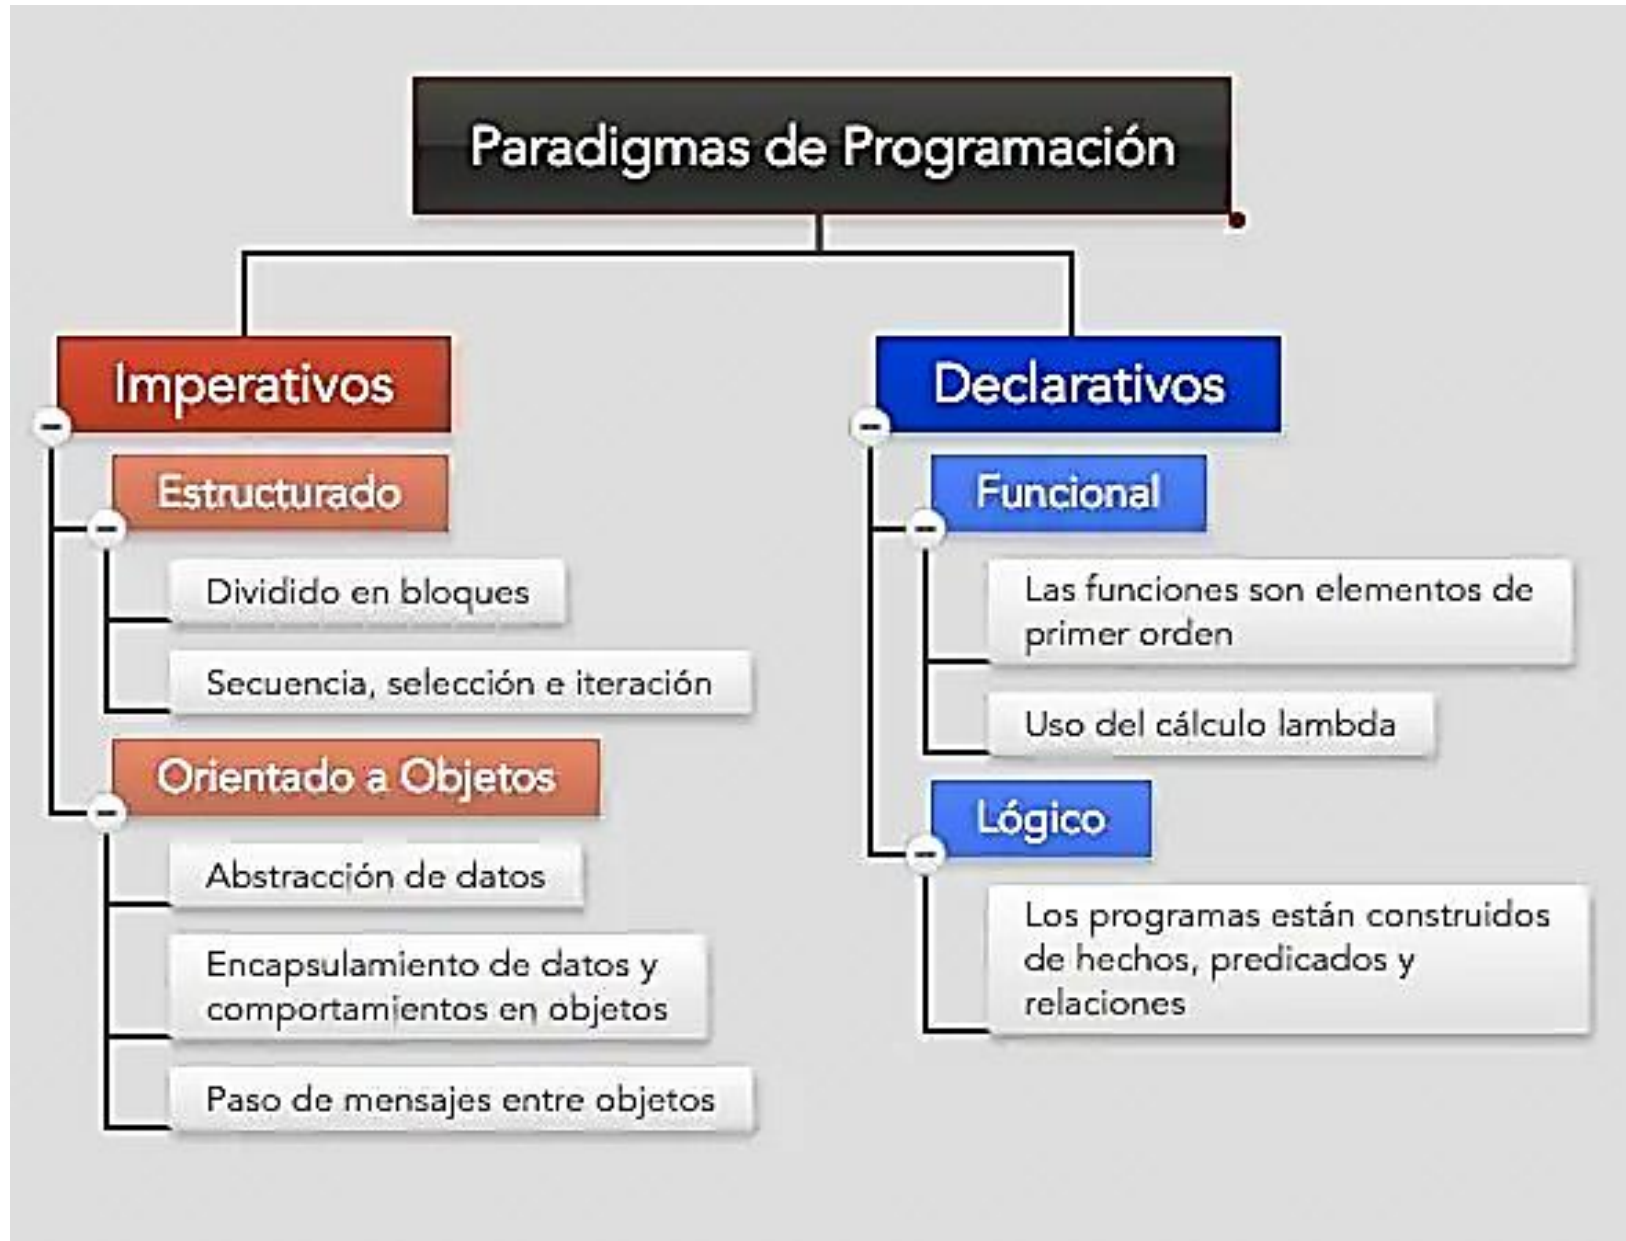 Paradigmas de Programación
Imperativos
Estructurado
Dividido en bloques
Secuencia, selección e iteración
Orientado a Objetos
Abstracción de datos
Encapsulamiento de datos y
comportamientos en objetos
Paso de mensajes entre objetos
Declarativos
Funcional
Las funciones son elementos de
primer orden
Uso del cálculo lambda
Lógico
Los programas están construidos
de hechos, predicados y
relaciones